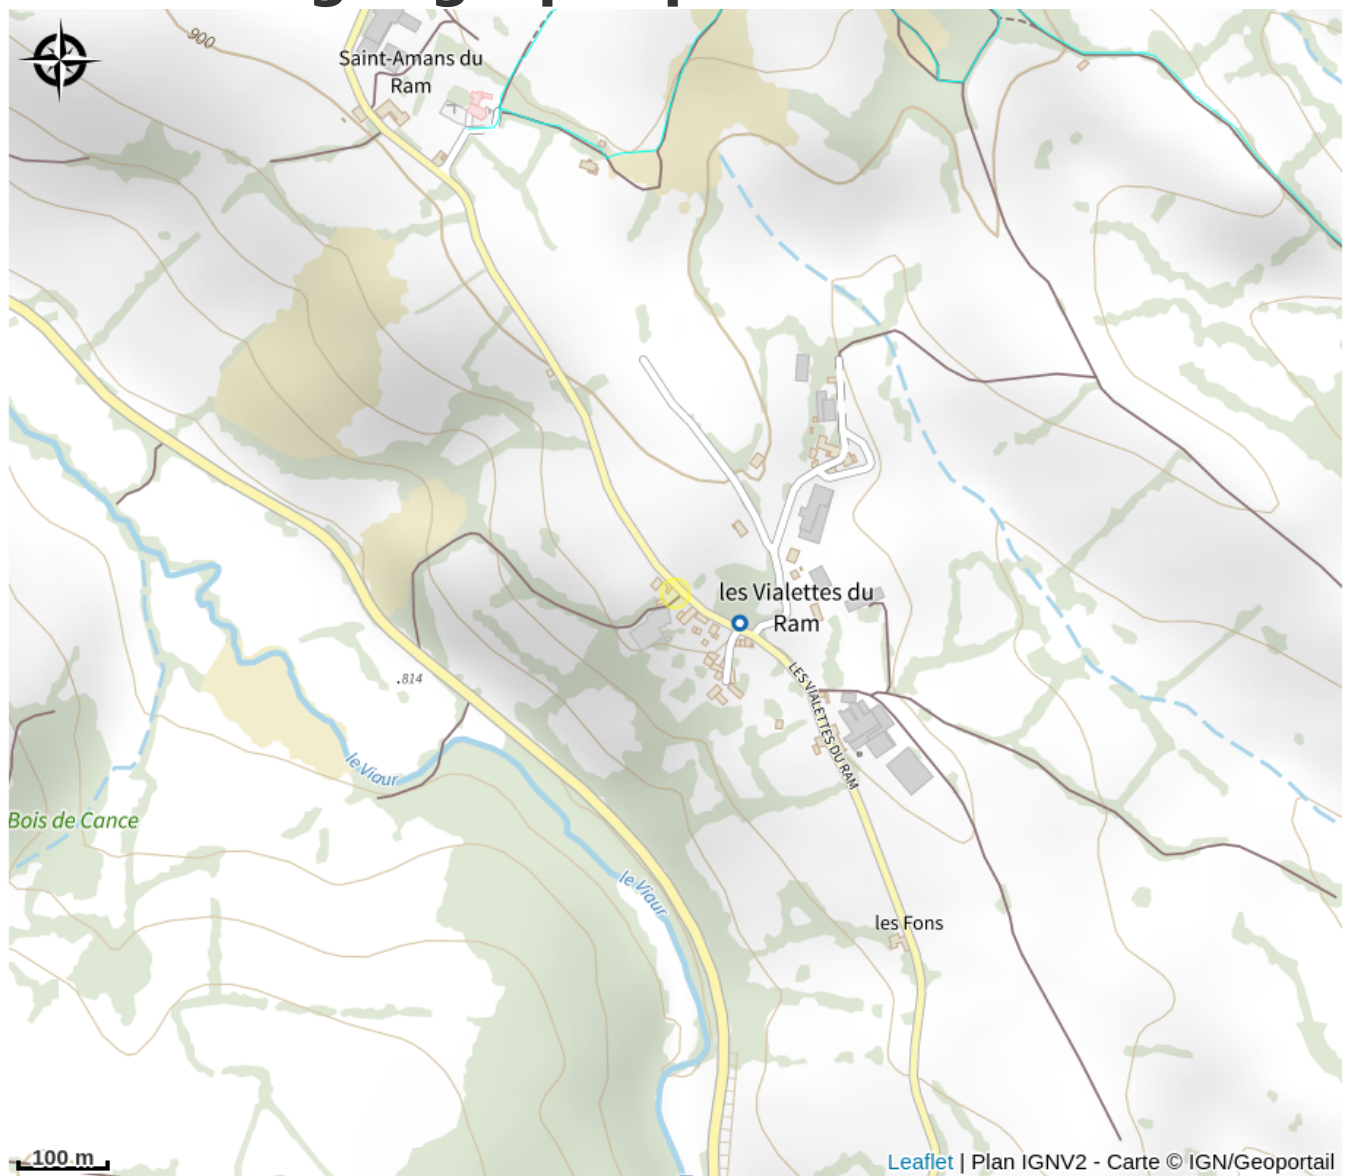 900
Saint-Amans du
Ram
les Vialettes du
Ram
LES VIALETTES DU RAM
.814
le Viaur
Bois de Cance
le Viaur
les Fons
100 m
Leaflet | Plan IGNV2 - Carte © IGN/Geoportail